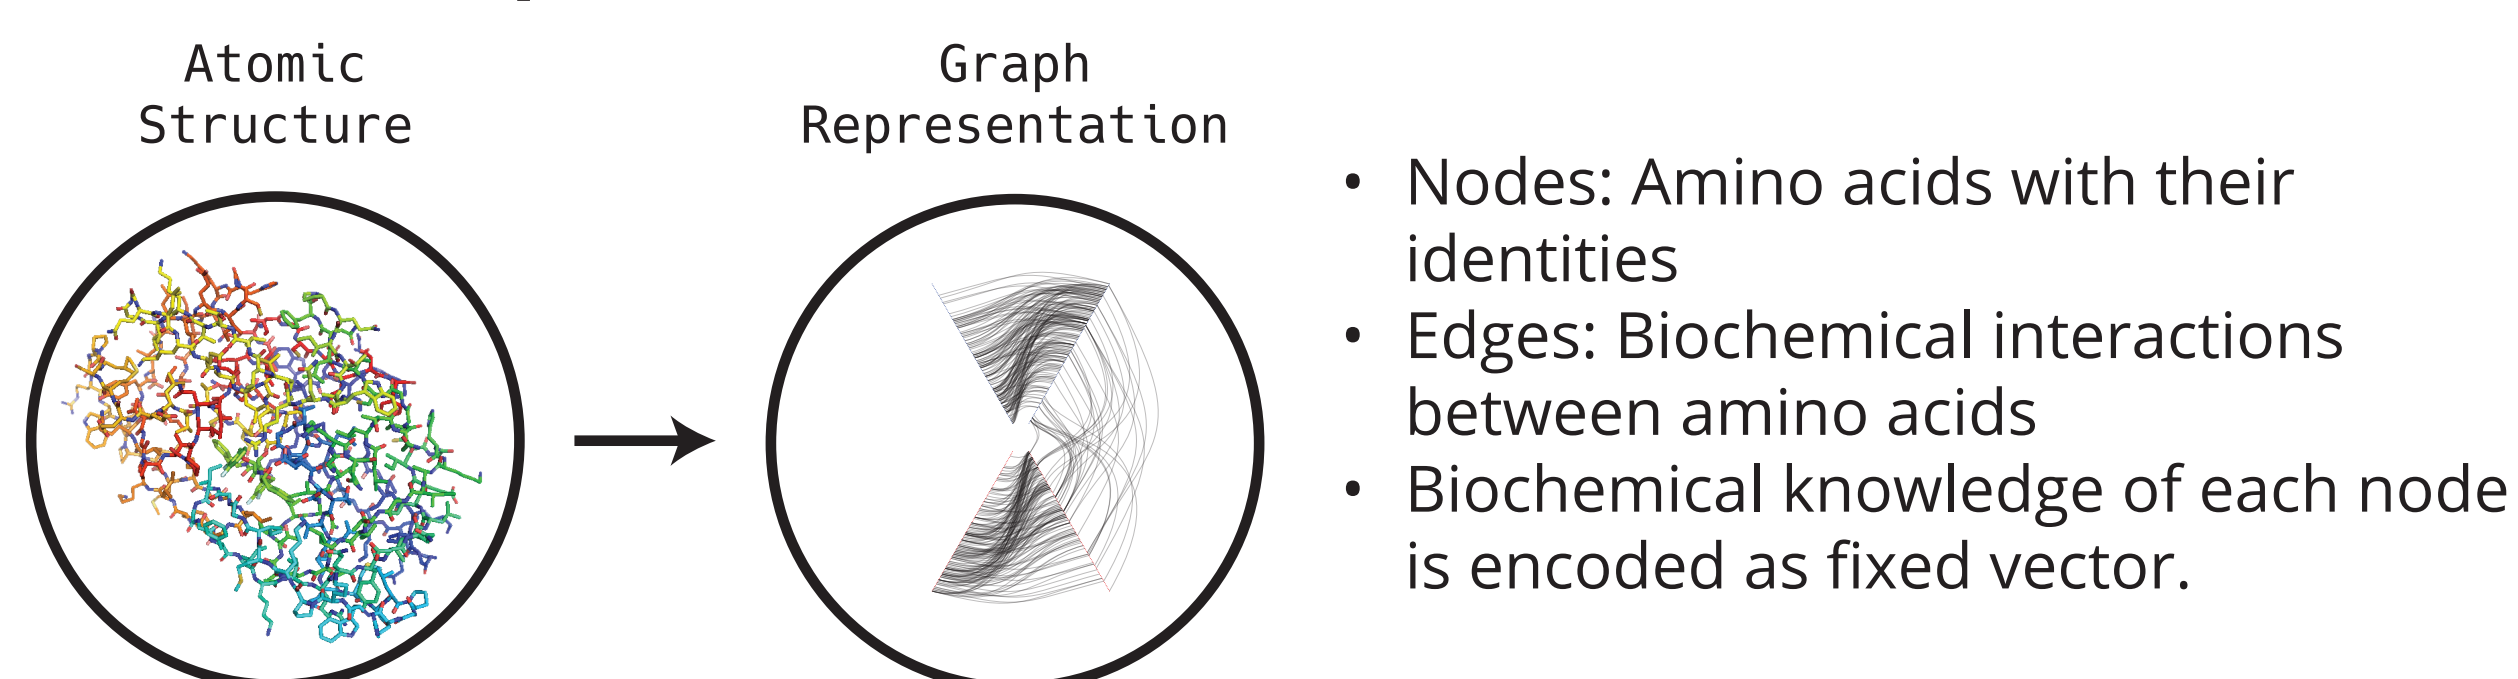 Atomic
Structure
Graph
Representation
• Nodes: Amino acids with their
identities
• Edges: Biochemical interactions
between amino acids
• Biochemical knowledge of each node
is encoded as fixed vector.